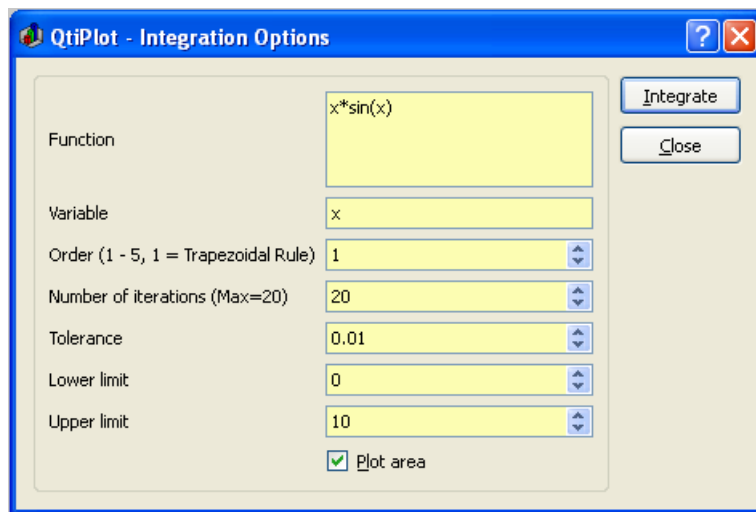 QtiPlot - Integration Options
?
Function
x*sin(x)
Integrate
Close
Variable
x
Order (1 - 5, 1 = Trapezoidal Rule)
1
Number of iterations (Max=20)
20
Tolerance
0.01
Lower limit
0
Upper limit
10
Plot area